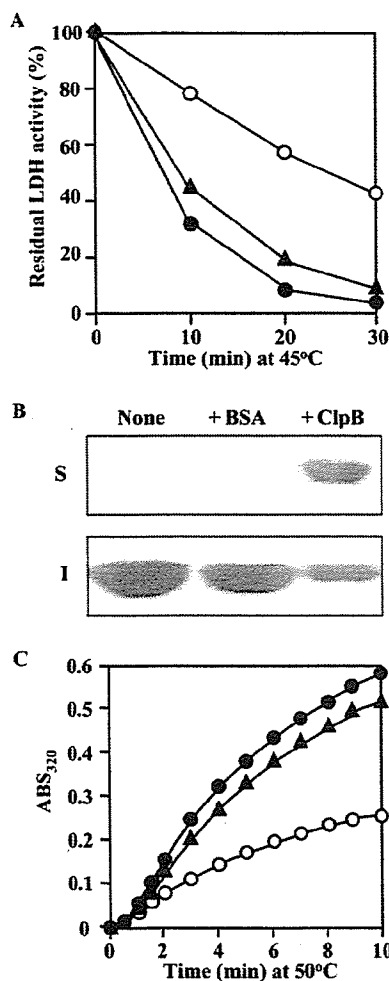 A
Residual LDH activity (%)
100
80
60
40
20
0
0 10 20 30
Time (min) at 45°C
B
None + BSA + ClpB
S
I
C
ABS320
0.6
0.5
0.4
0.3
0.2
0.1
0
0 2 4 6 8 10
Time (min) at 50°C